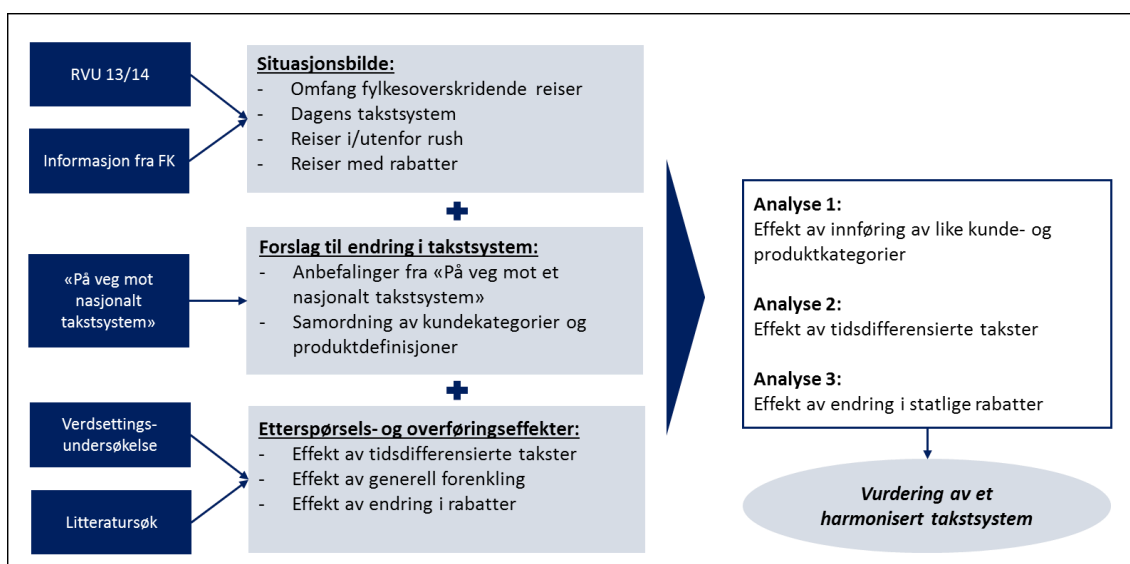 RVU 13/14
Informasjon fra FK
Situasjonsbilde:
- Omfang fylkesoverskridende reiser
- Dagens takstsystem
- Reiser i/utenfor rush
- Reiser med rabatter
«På veg mot
nasjonalt
takstsystem»
Forslag til endring i takstsystem:
- Anbefalinger fra «På veg mot et
nasjonalt takstsystem»
- Samordning av kundekategorier og
produktdefinisjoner
Verdsettings-
undersøkelse
Litteratursøk
Etterspørsels- og overføringseffekter:
- Effekt av tidsdifferensierte takster
- Effekt av generell forenkling
- Effekt av endring i rabatter
Analyse 1:
Effekt av innføring av like kunde- og
produktkategorier
Analyse 2:
Effekt av tidsdifferensierte takster
Analyse 3:
Effekt av endring i statlige rabatter
Vurdering av et
harmonisert takstsystem